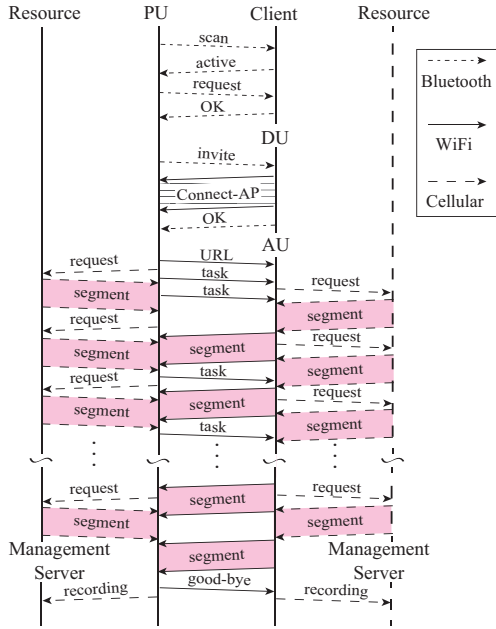 Resource PU Client Resource
scan
active
request
OK
Bluetooth
WiFi
Cellular
DU
invite
Connect-AP
OK
AU
URL
request task
task request
segment segment
request
segment segment request
segment
request task
segment request
segment segment
task
request segment request
segment segment
Management Management
segment
Server Server
good-bye
recording recording